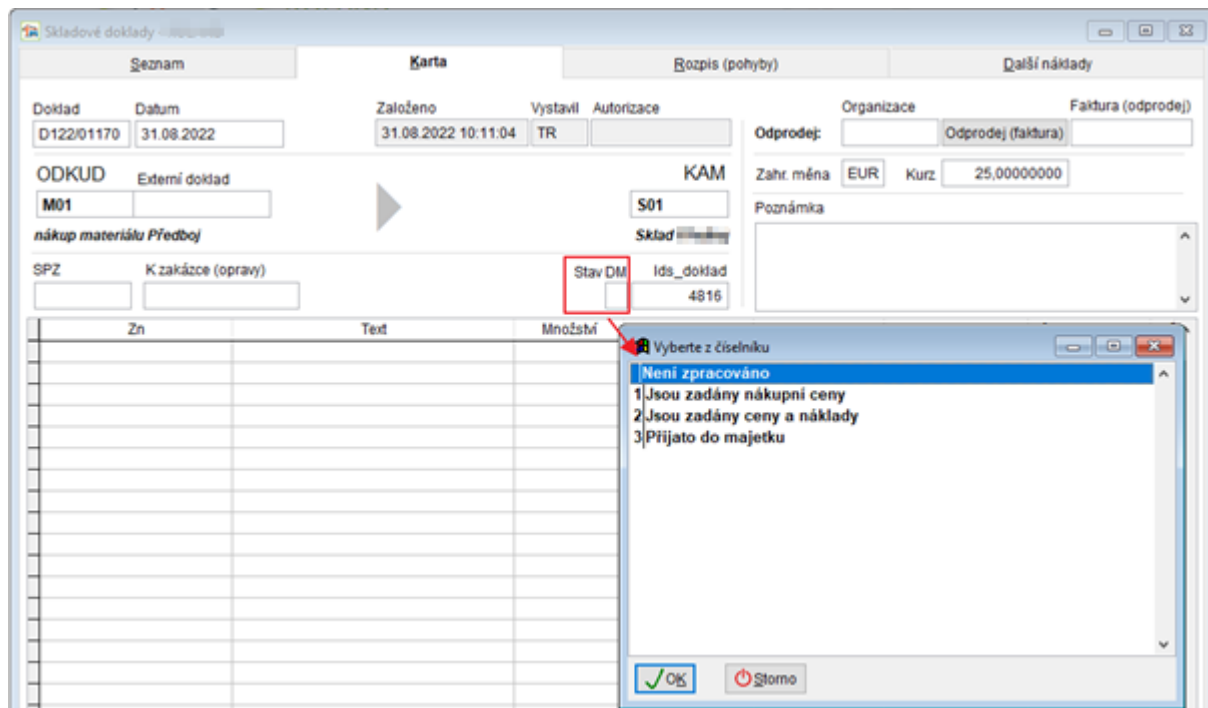 Skladové doklady -
Seznam Karta Rozpis (pohyby) Další náklady
Doklad Datum Založeno Vystavil Autorizace Organizace Faktura (odprodej)
D122/01170 31.08.2022 31.08.2022 10:11:04 TR Odprodej: Odprodej (faktura)
ODKUD Externí doklad KAM Zahr. měna EUR Kurz 25,00000000
M01 S01 Poznámka
nákup materiálu Předboj Sklad
SPZ K zakázce (opravy) Stav DM Ids_doklad
4816
Zn Text Množství
Vyberte z číselníku
Není zpracováno
1 Jsou zadány nákupní ceny
2 Jsou zadány ceny a náklady
3 Přijato do majetku
OK Storno